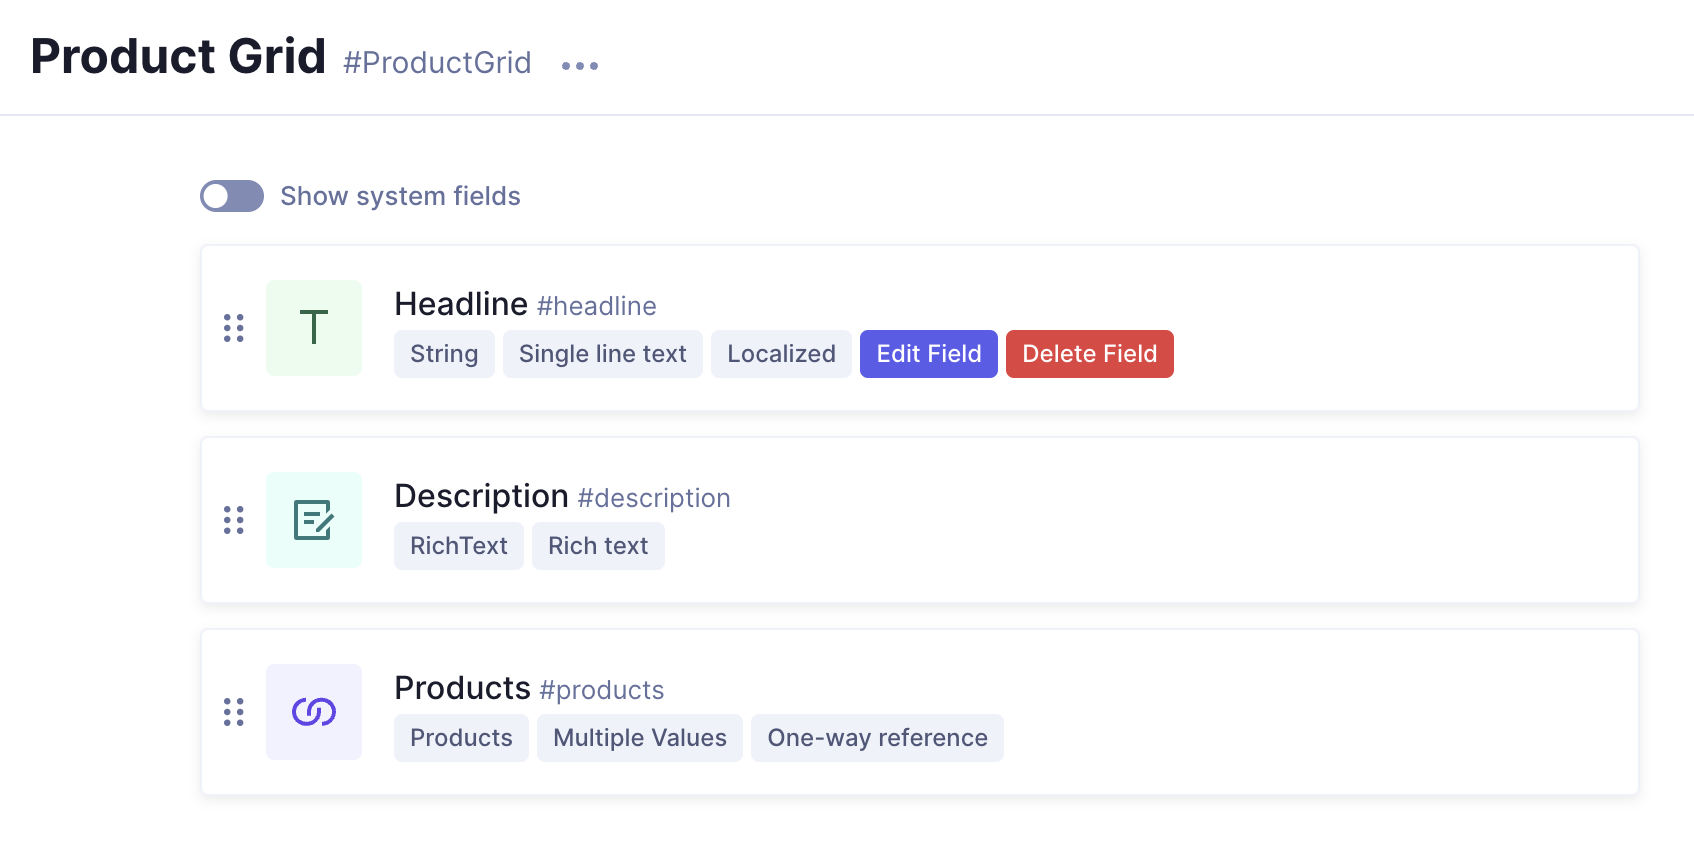 Product Grid #ProductGrid
Show system fields
Headline #headline
String Single line text Localized Edit Field Delete Field
Description #description
RichText Rich text
Products #products
Products Multiple Values One-way reference